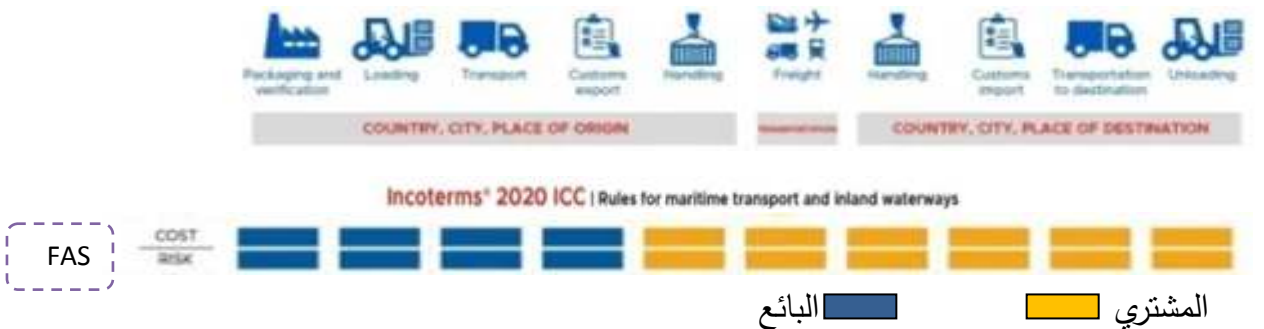 Packaging and verification
Loading
Transport
Customs export
Handling
Freight
Handling
Customs import
Transportation to destination
Unloading
COUNTRY, CITY, PLACE OF ORIGIN
COUNTRY, CITY, PLACE OF DESTINATION
Incoterms® 2020 ICC | Rules for maritime transport and inland waterways
FAS
COST
RISK
المشتري
البائع